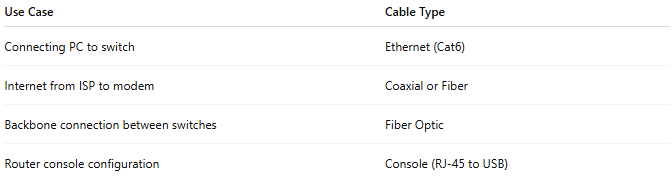 Use Case Cable Type
Connecting PC to switch Ethernet (Cat6)
Internet from ISP to modem Coaxial or Fiber
Backbone connection between switches Fiber Optic
Router console configuration Console (RJ-45 to USB)